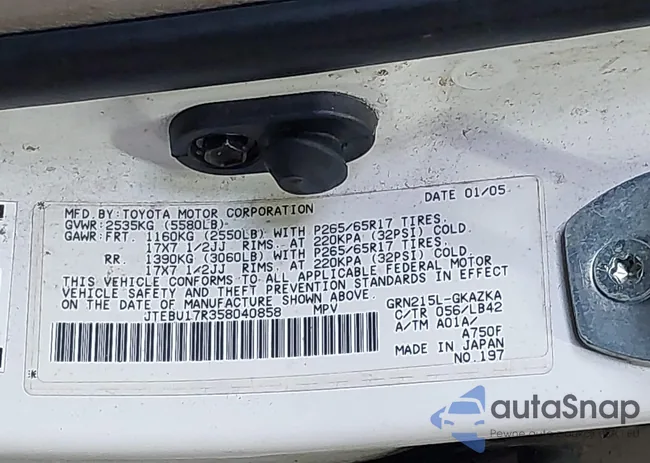 DATE 01/05
MFD.BY:TOYOTA MOTOR CORPORATION
GVWR:2535KG (5580LB)
GAWR:FRT. 1160KG (2550LB) WITH P265/65R17 TIRES.
17X7 1/2JJ RIMS. AT 220KPA (32PSI) COLD.
RR. 1390KG (3060LB) WITH P265/65R17 TIRES.
17X7 1/2JJ RIMS. AT 220KPA (32PSI) COLD.
THIS VEHICLE CONFORMS TO ALL APPLICABLE FEDERAL MOTOR
VEHICLE SAFETY AND THEFT PREVENTION STANDARDS IN EFFECT
ON THE DATE OF MANUFACTURE SHOWN ABOVE.
JTEBU17R358040858 MPV
GRN215L-GKAZKA
C/TR 056/LB42
A/TM A01A/
A750F
MADE IN JAPAN
NO.197
autaSnap